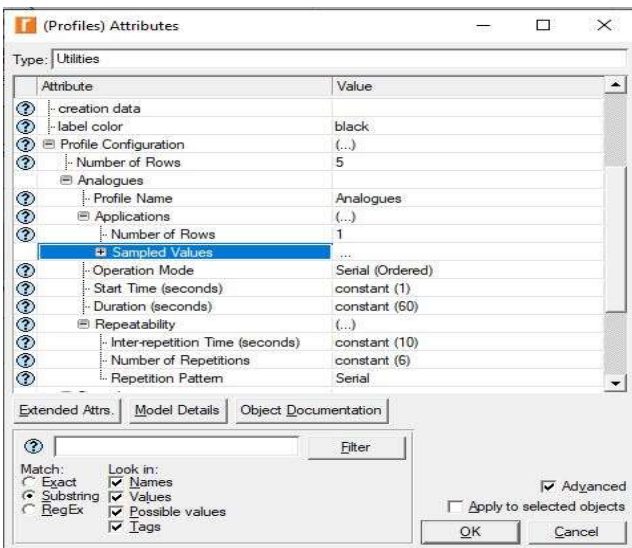 (Profiles) Attributes
Type: Utilities
Attribute Value
creation data
label color black
Profile Configuration (...)
Number of Rows 5
Analogues
Profile Name Analogues
Applications (...)
Number of Rows 1
Sampled Values ...
Operation Mode Serial (Ordered)
Start Time (seconds) constant (1)
Duration (seconds) constant (60)
Repeatability (...)
Inter-repetition Time (seconds) constant (10)
Number of Repetitions constant (6)
Repetition Pattern Serial
Extended Attrs. Model Details Object Documentation
Filter
Match: Look in:
Exact Names
Substring Values
RegEx Possible values
Tags
Advanced
Apply to selected objects
OK Cancel